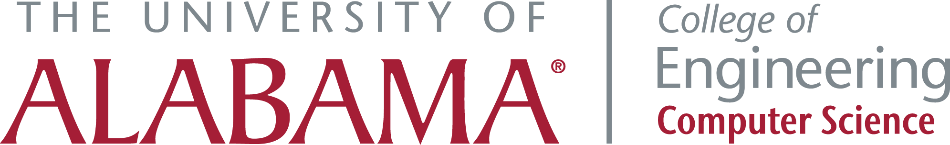 THE UNIVERSITY OF
ALABAMA®
College of
Engineering
Computer Science